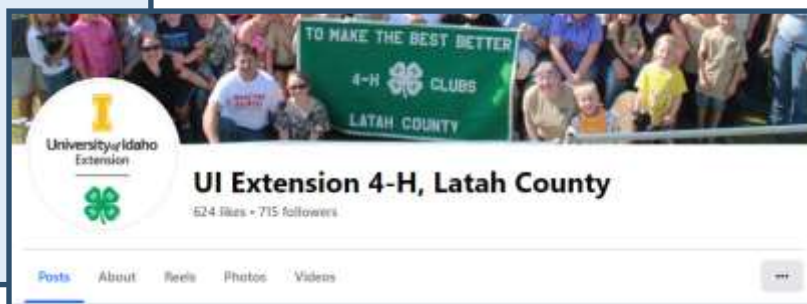 TO MAKE THE BEST BETTER
4-H CLUBS
LATAH COUNTY
I
University of Idaho
Extension
UI Extension 4-H, Latah County
624 likes • 715 followers
Posts About Reels Photos Videos